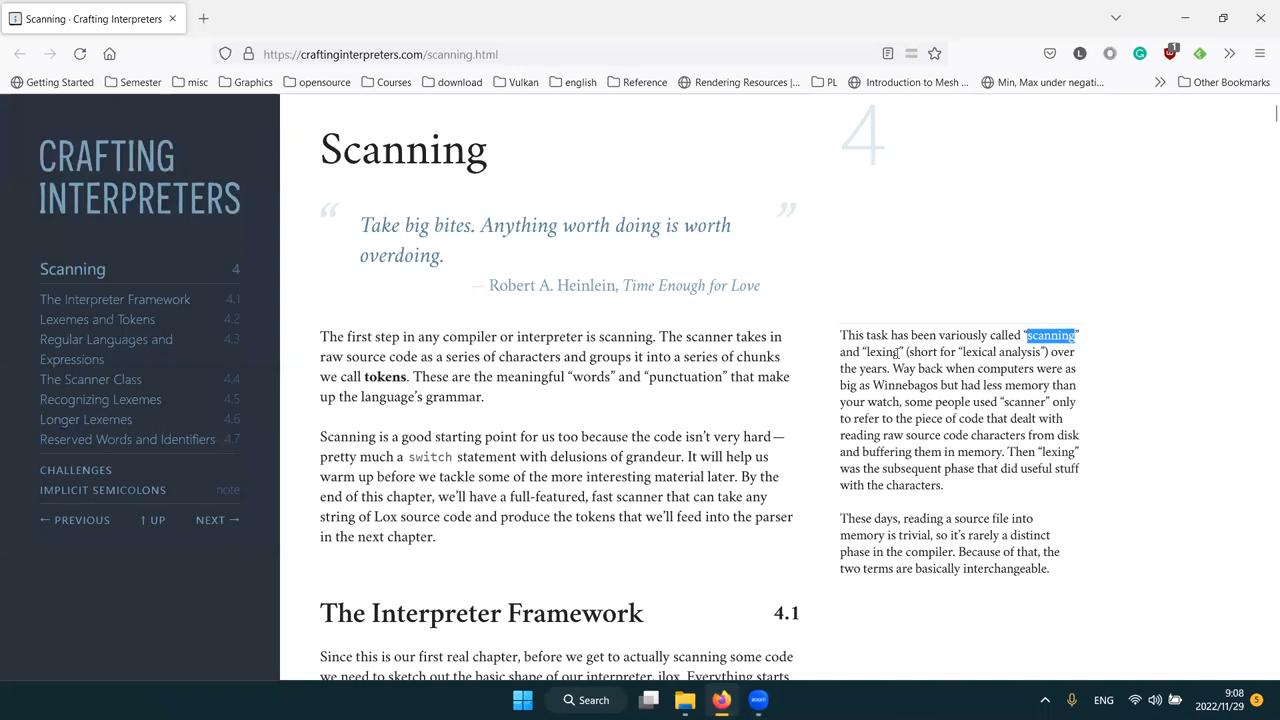 Scanning · Crafting Interpreters
https://craftinginterpreters.com/scanning.html
1
Getting Started Semester misc Graphics opensource Courses download Vulkan english Reference Rendering Resources |... PL Introduction to Mesh ... Min, Max under negati... Other Bookmarks
CRAFTING
INTERPRETERS
Scanning 4
The Interpreter Framework 4.1
Lexemes and Tokens 4.2
Regular Languages and 4.3
Expressions
The Scanner Class 4.4
Recognizing Lexemes 4.5
Longer Lexemes 4.6
Reserved Words and Identifiers 4.7
CHALLENGES
IMPLICIT SEMICOLONS note
← PREVIOUS ↑ UP NEXT →
Scanning
4
“ Take big bites. Anything worth doing is worth ”
overdoing.
— Robert A. Heinlein, Time Enough for Love
The first step in any compiler or interpreter is scanning. The scanner takes in
raw source code as a series of characters and groups it into a series of chunks
we call tokens. These are the meaningful “words” and “punctuation” that make
up the language’s grammar.
Scanning is a good starting point for us too because the code isn’t very hard—
pretty much a switch statement with delusions of grandeur. It will help us
warm up before we tackle some of the more interesting material later. By the
end of this chapter, we’ll have a full-featured, fast scanner that can take any
string of Lox source code and produce the tokens that we’ll feed into the parser
in the next chapter.
This task has been variously called “scanning”
and “lexing” (short for “lexical analysis”) over
the years. Way back when computers were as
big as Winnebagos but had less memory than
your watch, some people used “scanner” only
to refer to the piece of code that dealt with
reading raw source code characters from disk
and buffering them in memory. Then “lexing”
was the subsequent phase that did useful stuff
with the characters.
These days, reading a source file into
memory is trivial, so it’s rarely a distinct
phase in the compiler. Because of that, the
two terms are basically interchangeable.
The Interpreter Framework 4.1
Since this is our first real chapter, before we get to actually scanning some code
we need to sketch out the basic shape of our interpreter, jlox. Everything starts
Search
zoom
ENG
9:08
2022/11/29
5